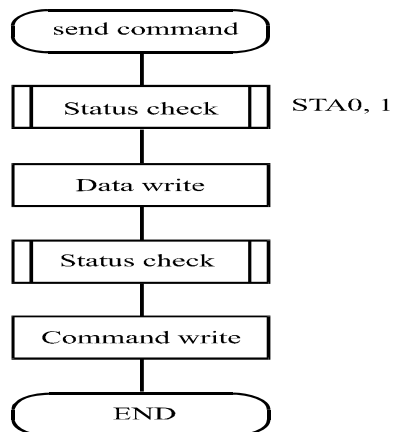 send command
Status check STA0, 1
Data write
Status check
Command write
END